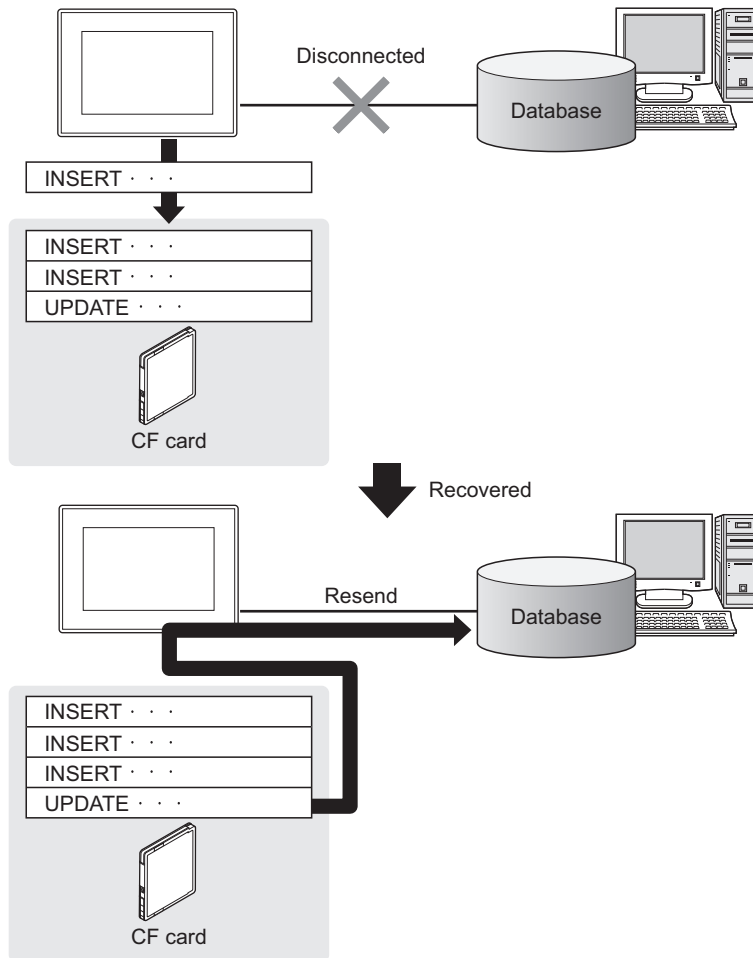 Disconnected
Database
INSERT · · ·
INSERT · · ·
INSERT · · ·
UPDATE · · ·
CF card
Recovered
Resend
Database
INSERT · · ·
INSERT · · ·
INSERT · · ·
UPDATE · · ·
CF card